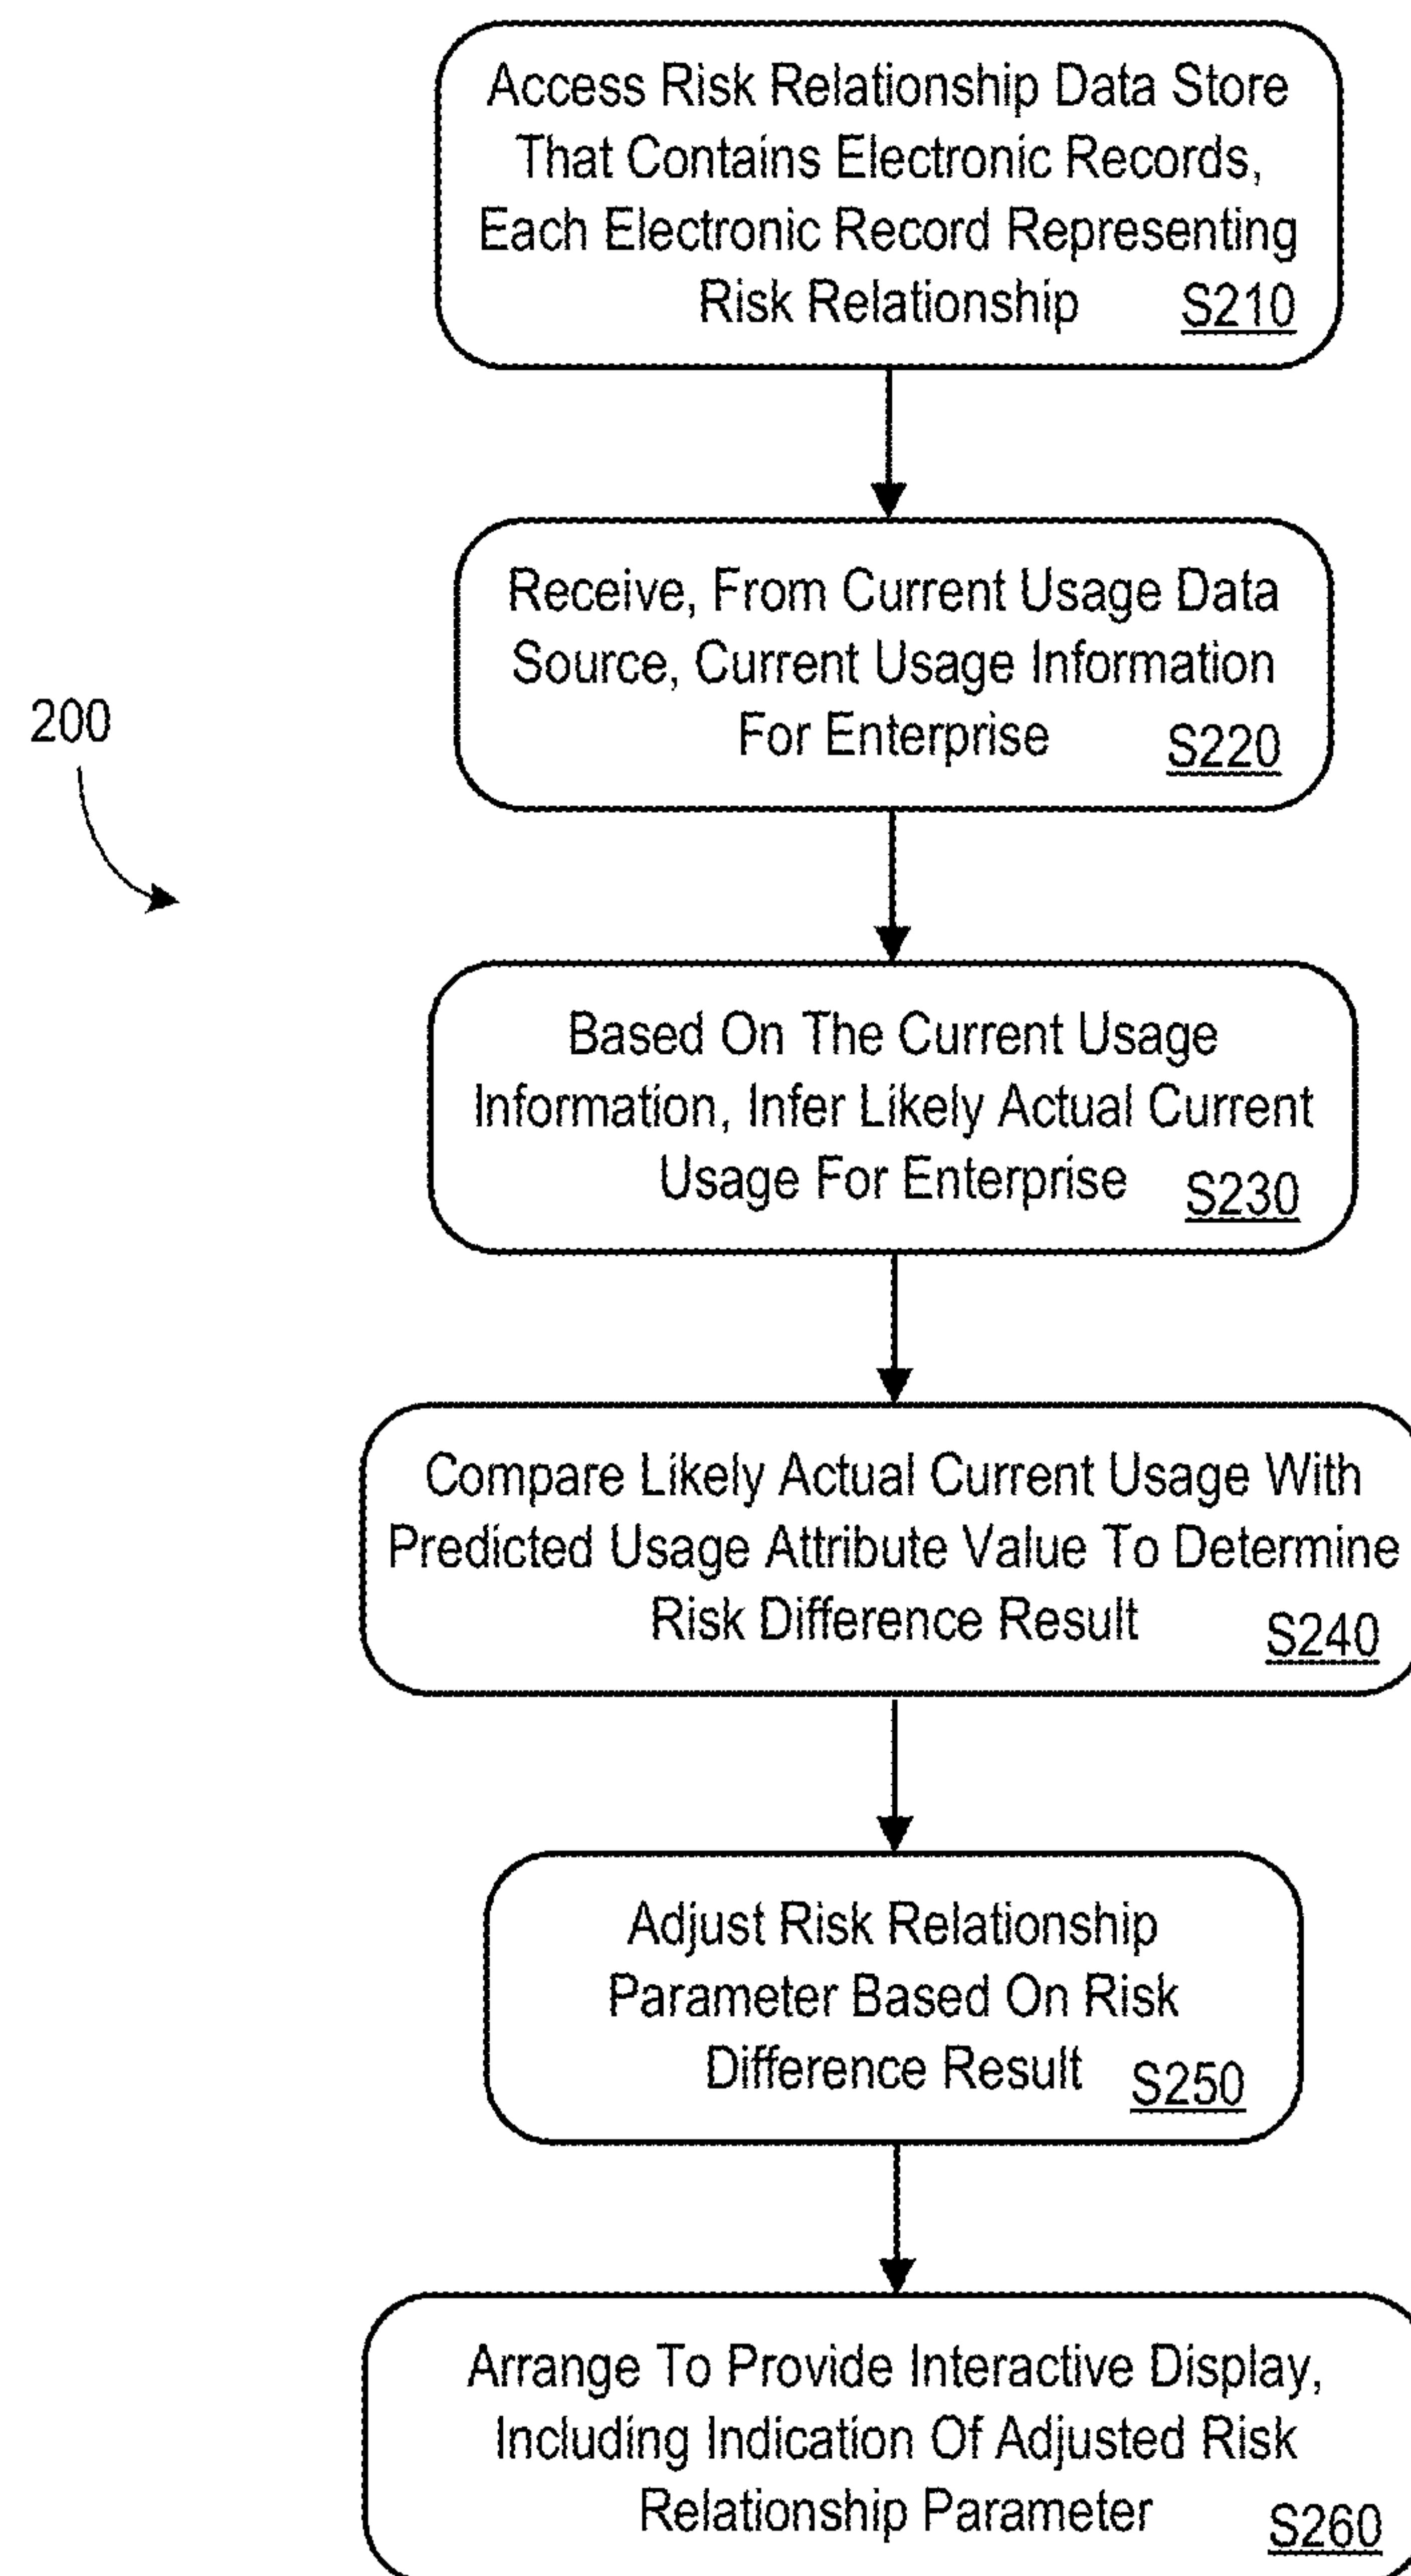 Access Risk Relationship Data Store
That Contains Electronic Records,
Each Electronic Record Representing
Risk Relationship S210
Receive, From Current Usage Data
Source, Current Usage Information
For Enterprise S220
200
Based On The Current Usage
Information, Infer Likely Actual Current
Usage For Enterprise S230
Compare Likely Actual Current Usage With
Predicted Usage Attribute Value To Determine
Risk Difference Result S240
Adjust Risk Relationship
Parameter Based On Risk
Difference Result S250
Arrange To Provide Interactive Display,
Including Indication Of Adjusted Risk
Relationship Parameter S260